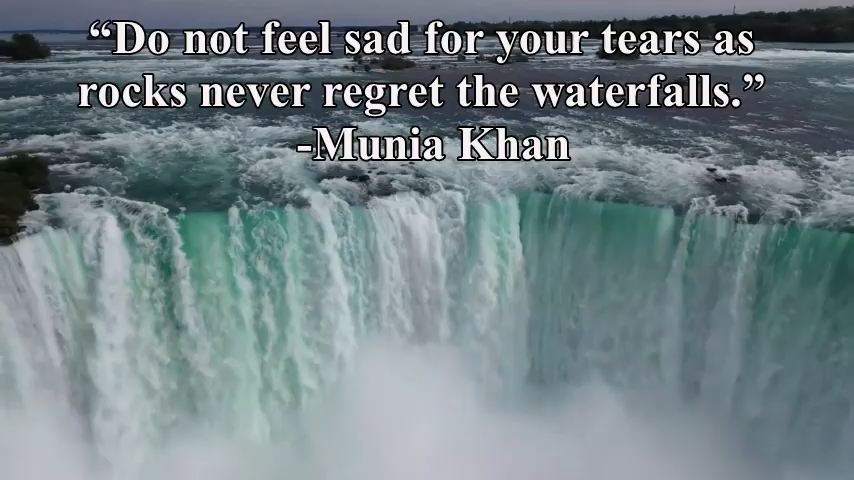 “Do not feel sad for your tears as
rocks never regret the waterfalls.”
-Munia Khan